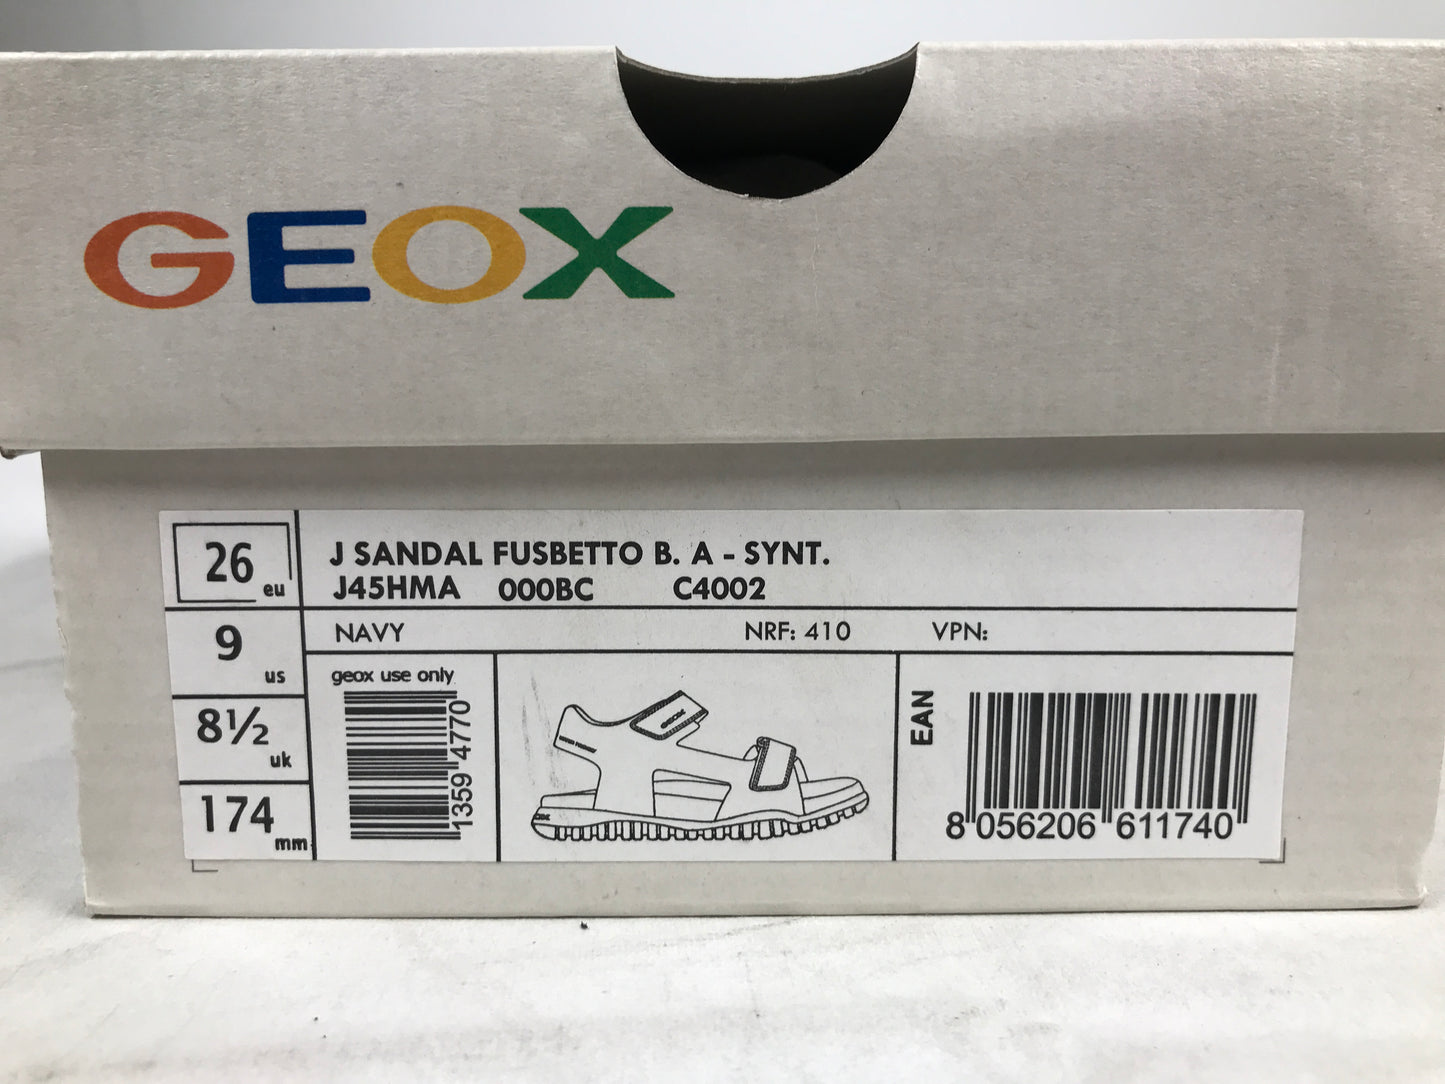 GEOX
26 eu
9 us
8½ uk
174 mm
J SANDAL FUSBETTO B. A - SYNT.
J45HMA 000BC C4002
NAVY NRF: 410 VPN:
geox use only
1359 4770
GEOX
EAN
8 056206 611740